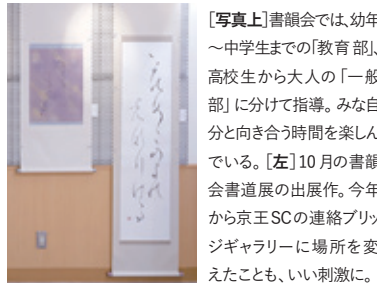 ［写真上］書韻会では、幼年
～中学生までの「教育部」、
高校生から大人の「一般
部」に分けて指導。みな自
分と向き合う時間を楽しん
でいる。［左］10月の書韻
会書道展の出展作。今年
から京王SCの連絡ブリッ
ジギャラリーに場所を変
えたことも、いい刺激に。